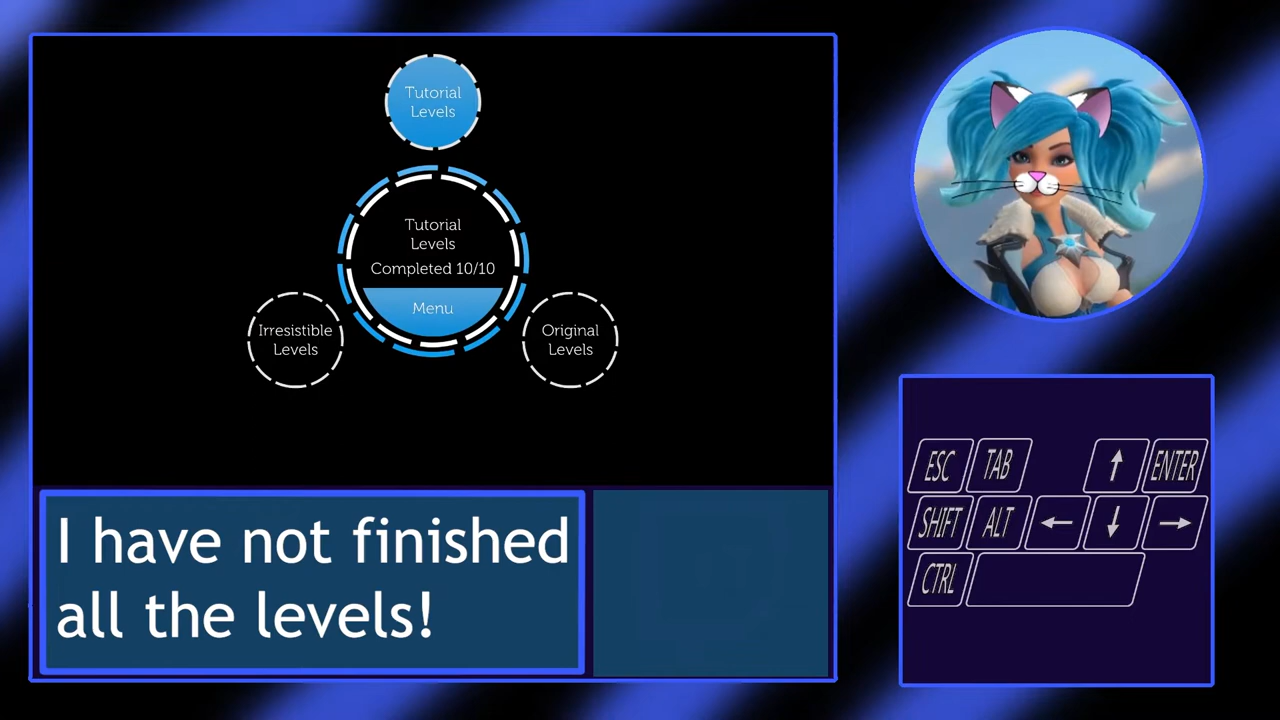 Tutorial
Levels
Tutorial
Levels
Completed 10/10
Menu
Irresistible
Levels
Original
Levels
I have not finished
all the levels!
ESC TAB ↑ ENTER
SHIFT ALT ← ↓ →
CTRL